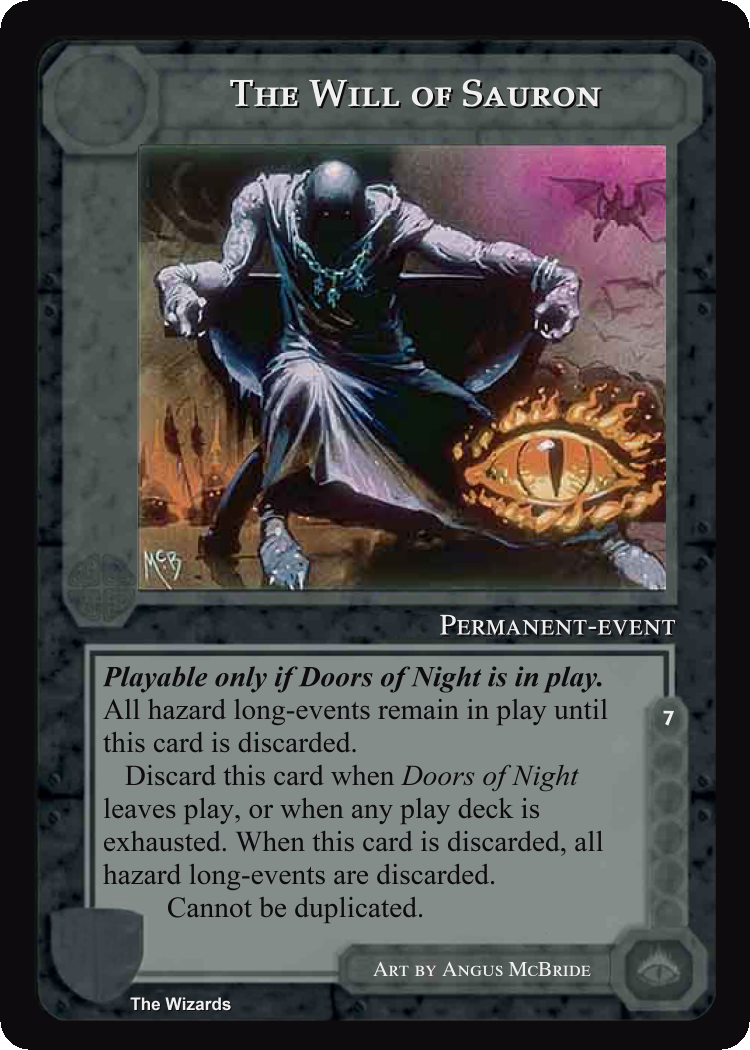 The Will of Sauron
McB
Permanent-event
Playable only if Doors of Night is in play.
All hazard long-events remain in play until
this card is discarded.
Discard this card when Doors of Night
leaves play, or when any play deck is
exhausted. When this card is discarded, all
hazard long-events are discarded.
Cannot be duplicated.
7
Art by Angus McBride
The Wizards